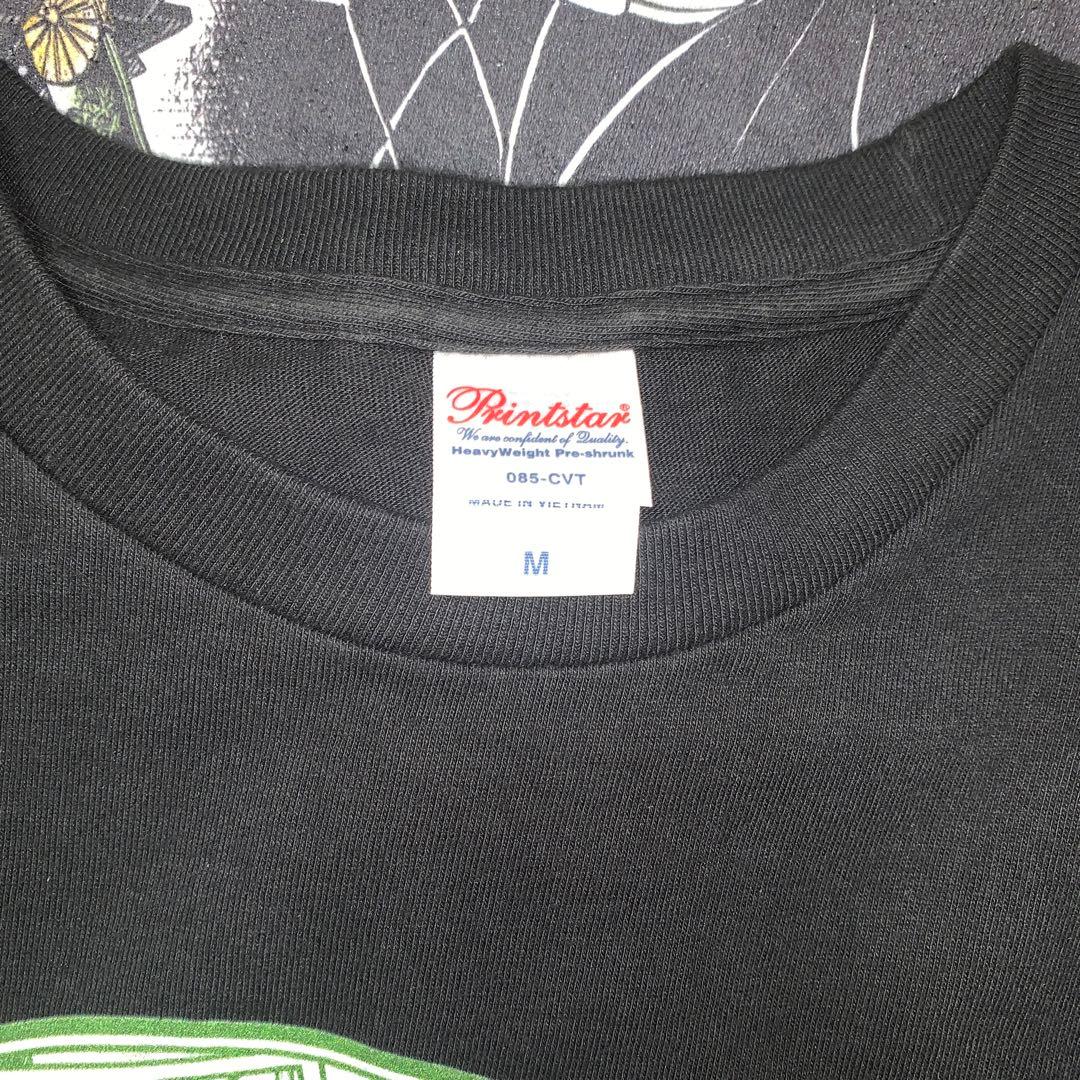 Printstar®
We are confident of Quality.
HeavyWeight Pre-shrunk
085-CVT
MADE IN VIETNAM
M